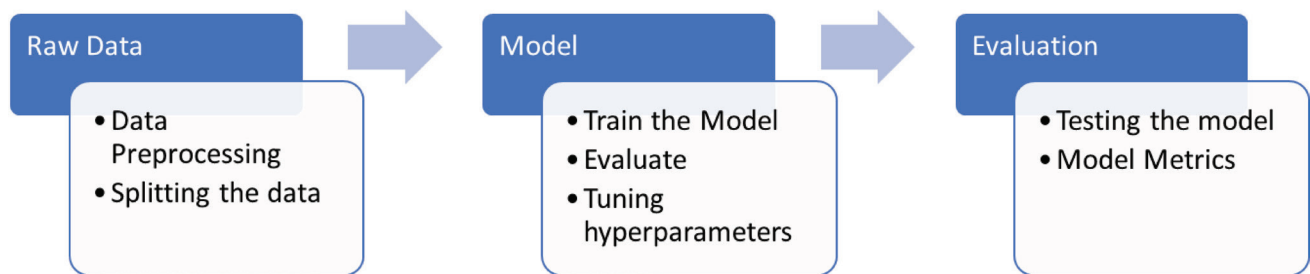 Raw Data
• Data
Preprocessing
• Splitting the data
Model
• Train the Model
• Evaluate
• Tuning
hyperparameters
Evaluation
• Testing the model
• Model Metrics